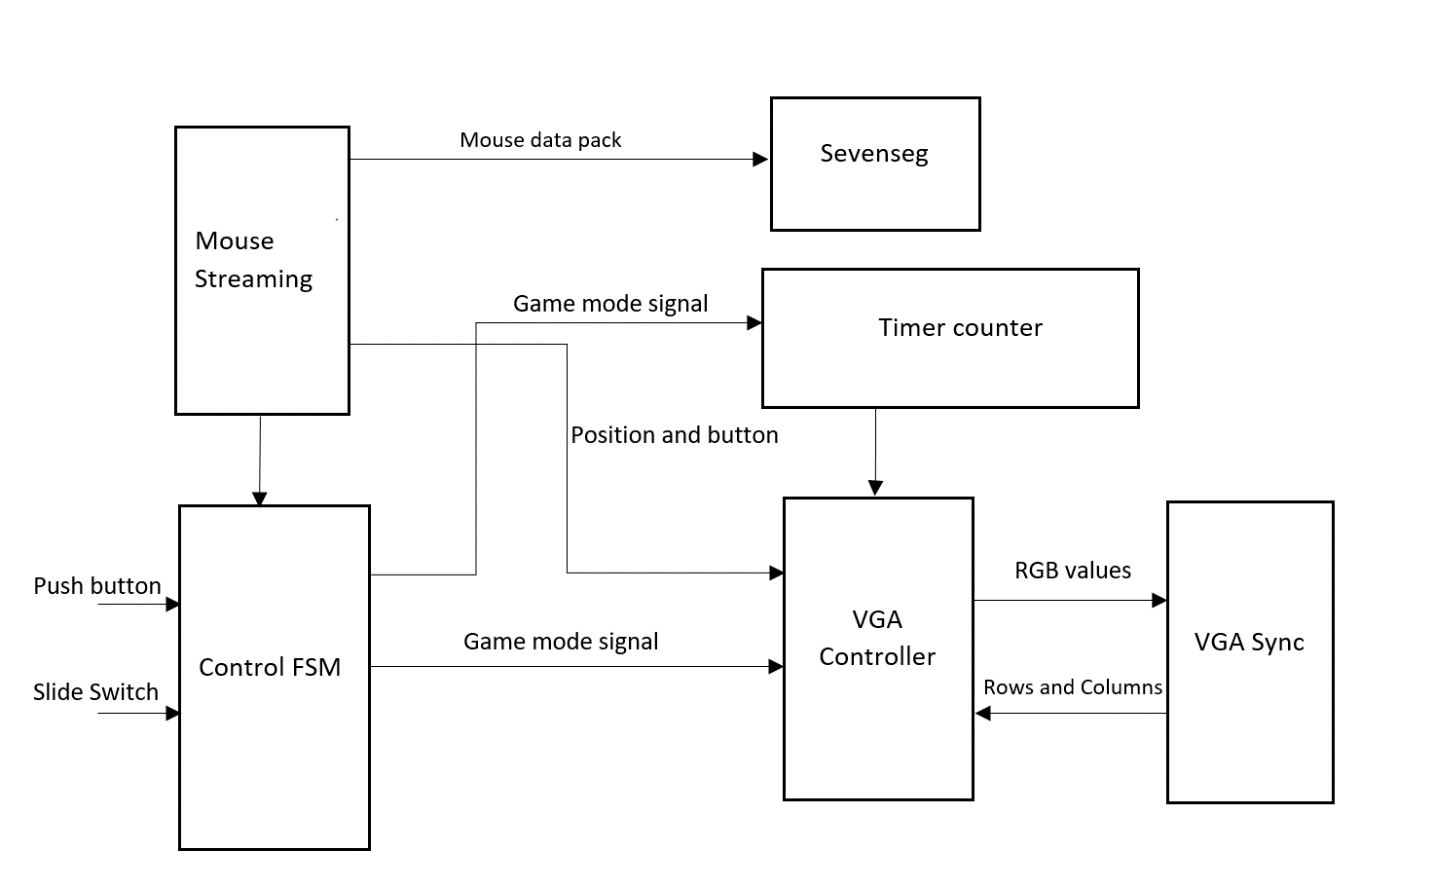 Mouse data pack
Sevenseg
Mouse
Streaming
Game mode signal
Timer counter
Position and button
Push button
Control FSM
Slide Switch
Game mode signal
VGA
Controller
RGB values
VGA Sync
Rows and Columns